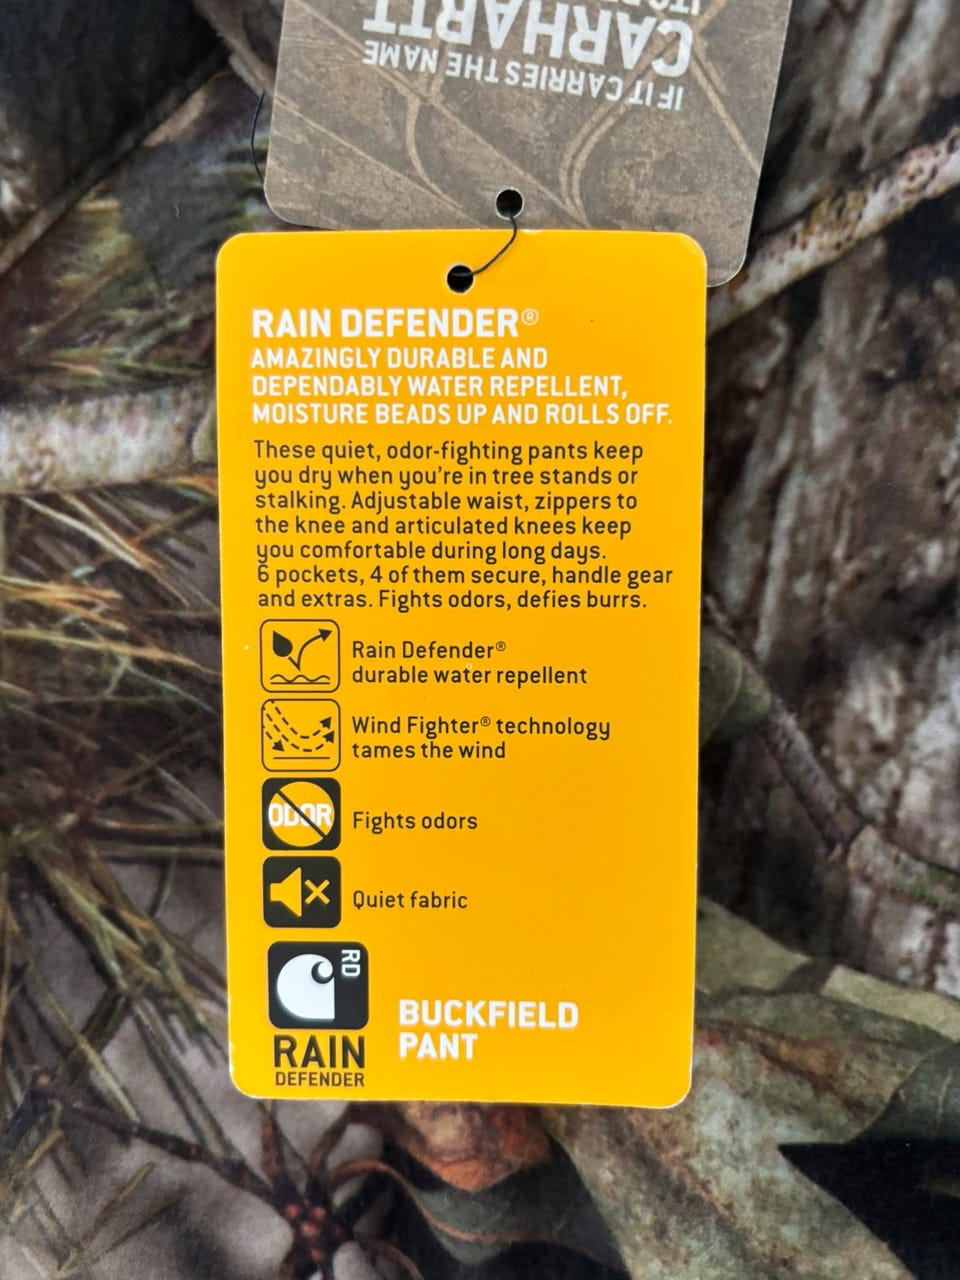 IF IT CARRIES THE NAME
CARHARTT
RAIN DEFENDER®
AMAZINGLY DURABLE AND
DEPENDABLY WATER REPELLENT,
MOISTURE BEADS UP AND ROLLS OFF.
These quiet, odor-fighting pants keep
you dry when you're in tree stands or
stalking. Adjustable waist, zippers to
the knee and articulated knees keep
you comfortable during long days.
6 pockets, 4 of them secure, handle gear
and extras. Fights odors, defies burrs.
Rain Defender®
durable water repellent
Wind Fighter® technology
tames the wind
ODOR
Fights odors
Quiet fabric
RD
RAIN
DEFENDER
BUCKFIELD
PANT